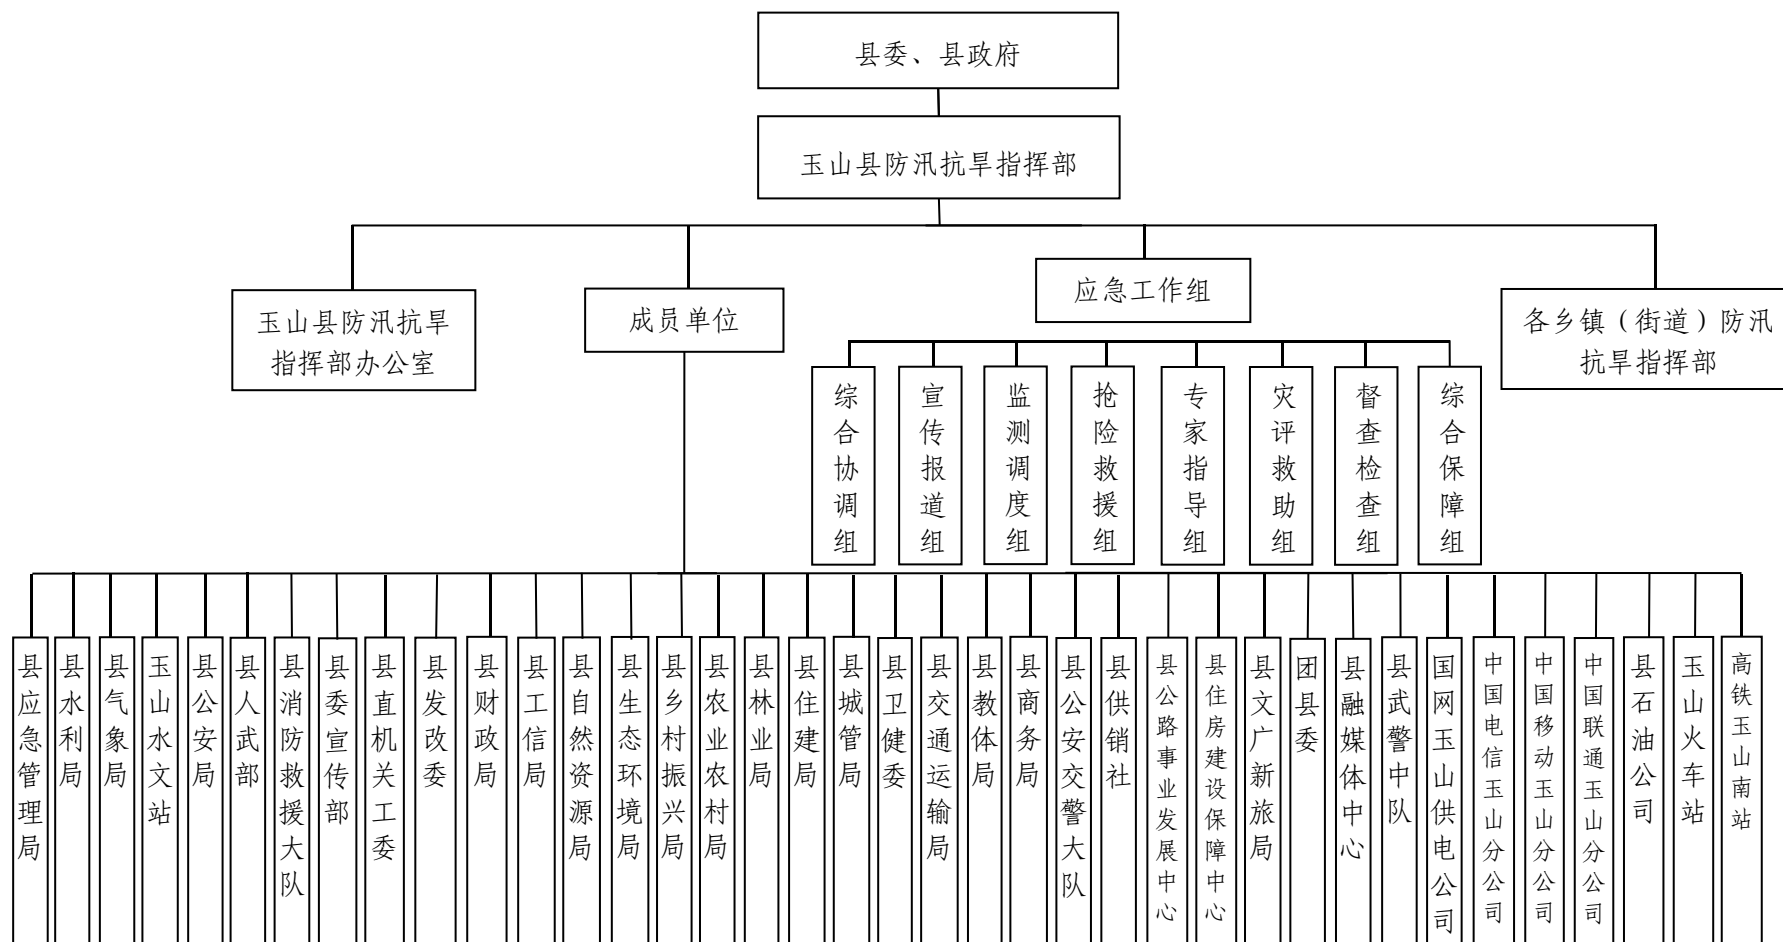 县委、县政府
玉山县防汛抗旱指挥部
玉山县防汛抗旱
指挥部办公室
成员单位
应急工作组
各乡镇（街道）防汛
抗旱指挥部
综合协调组
宣传报道组
监测调度组
抢险救援组
专家指导组
灾评救助组
督查检查组
综合保障组
县应急管理局
县水利局
县气象局
玉山水文站
县公安局
县人武部
县消防救援大队
县委宣传部
县直机关工委
县发改委
县财政局
县工信局
县自然资源局
县生态环境局
县乡村振兴局
县农业农村局
县林业局
县住建局
县城管局
县卫健委
县交通运输局
县教体局
县商务局
县公安交警大队
县供销社
县公路事业发展中心
县住房建设保障中心
县文广新旅局
团县委
县融媒体中心
县武警中队
国网玉山供电公司
中国电信玉山分公司
中国移动玉山分公司
中国联通玉山分公司
县石油公司
玉山火车站
高铁玉山南站